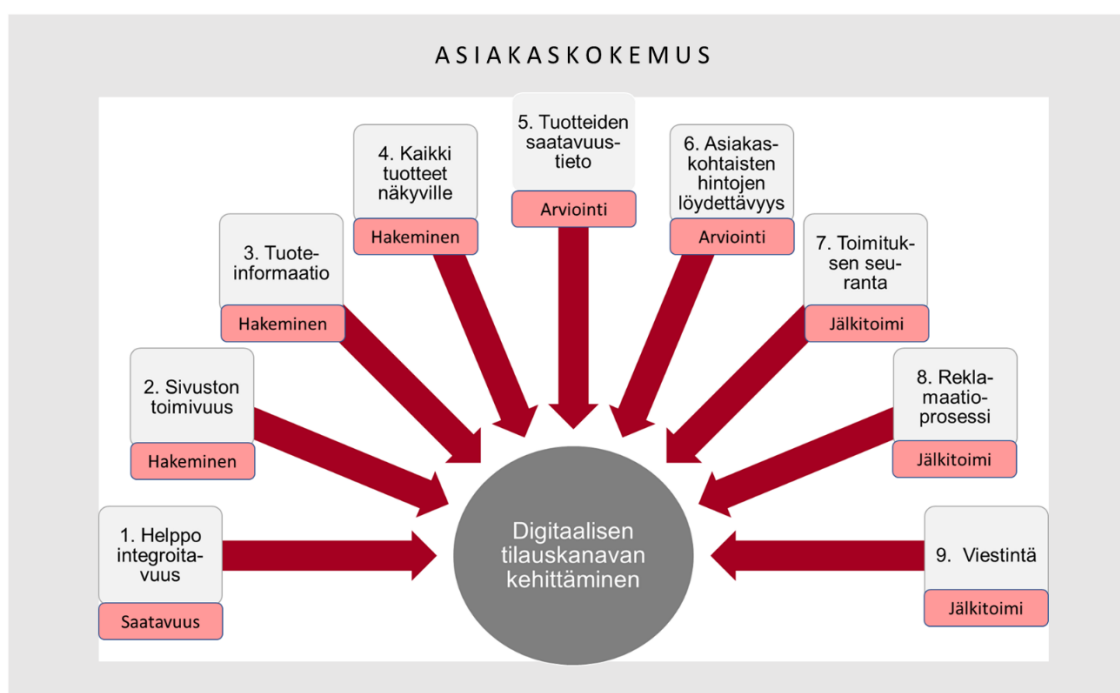 ASIAKASKOKEMUS
1. Helppo
integroita-
vuus
Saatavuus
2. Sivuston
toimivuus
Hakeminen
3. Tuote-
informaatio
Hakeminen
4. Kaikki
tuotteet
näkyville
Hakeminen
5. Tuotteiden
saatavuus-
tieto
Arviointi
6. Asiakas-
kohtaisten
hintojen
löydettävyys
Arviointi
7. Toimituk-
sen seu-
ranta
Jälkitoimi
8. Rekla-
maatio-
prosessi
Jälkitoimi
9. Viestintä
Jälkitoimi
Digitaalisen
tilauskanavan
kehittäminen